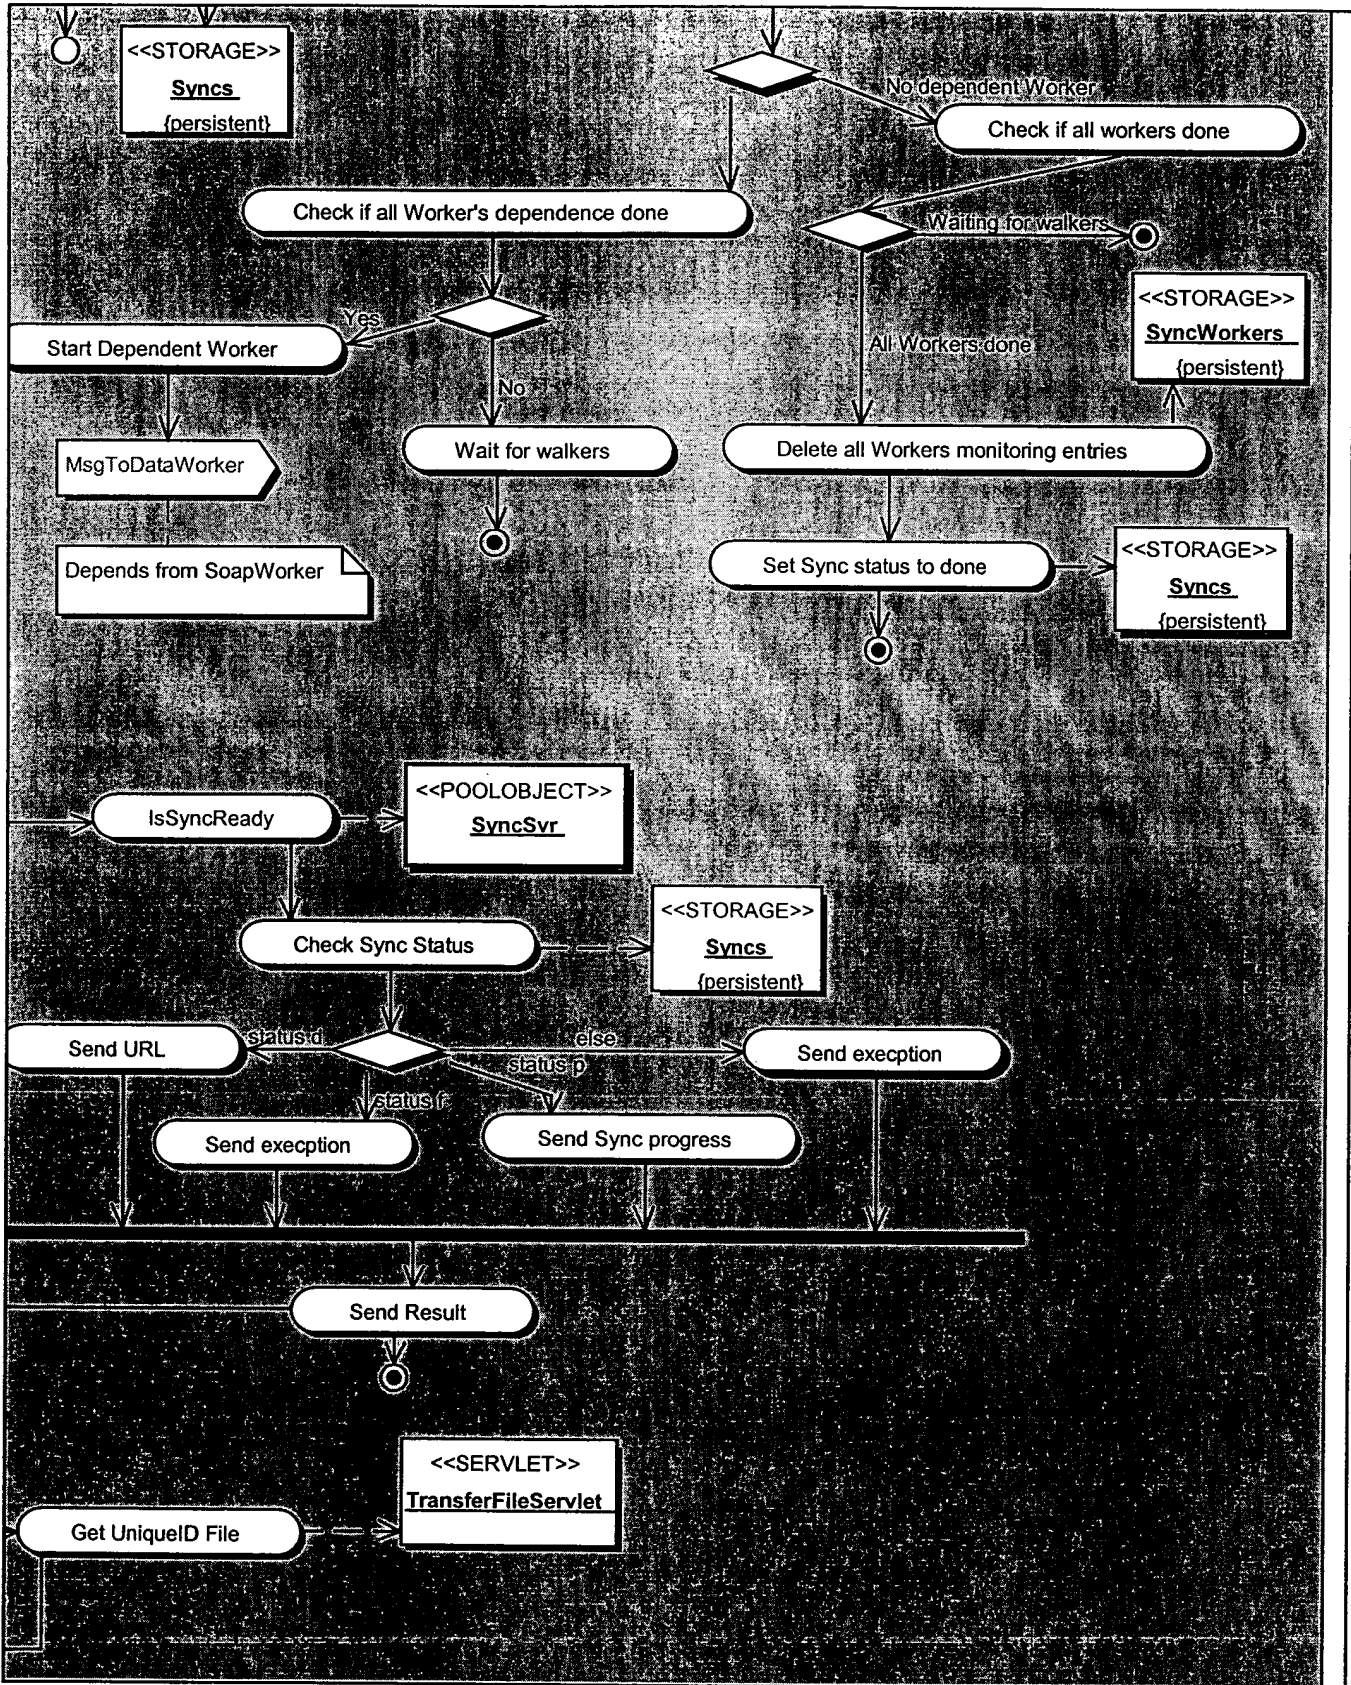 <<STORAGE>>
Syncs
{persistent}
No dependent Worker
Check if all workers done
Check if all Worker's dependence done
Waiting for walkers
<<STORAGE>>
SyncWorkers
{persistent}
Yes
Start Dependent Worker
All Workers done
No
MsgToDataWorker
Wait for walkers
Delete all Workers monitoring entries
Depends from SoapWorker
Set Sync status to done
<<STORAGE>>
Syncs
{persistent}
IsSyncReady
<<POOLOBJECT>>
SyncSvr
Check Sync Status
<<STORAGE>>
Syncs
{persistent}
Send URL
status d
else
status p
Send execption
status f
Send execption
Send Sync progress
Send Result
<<SERVLET>>
TransferFileServlet
Get UniqueID File